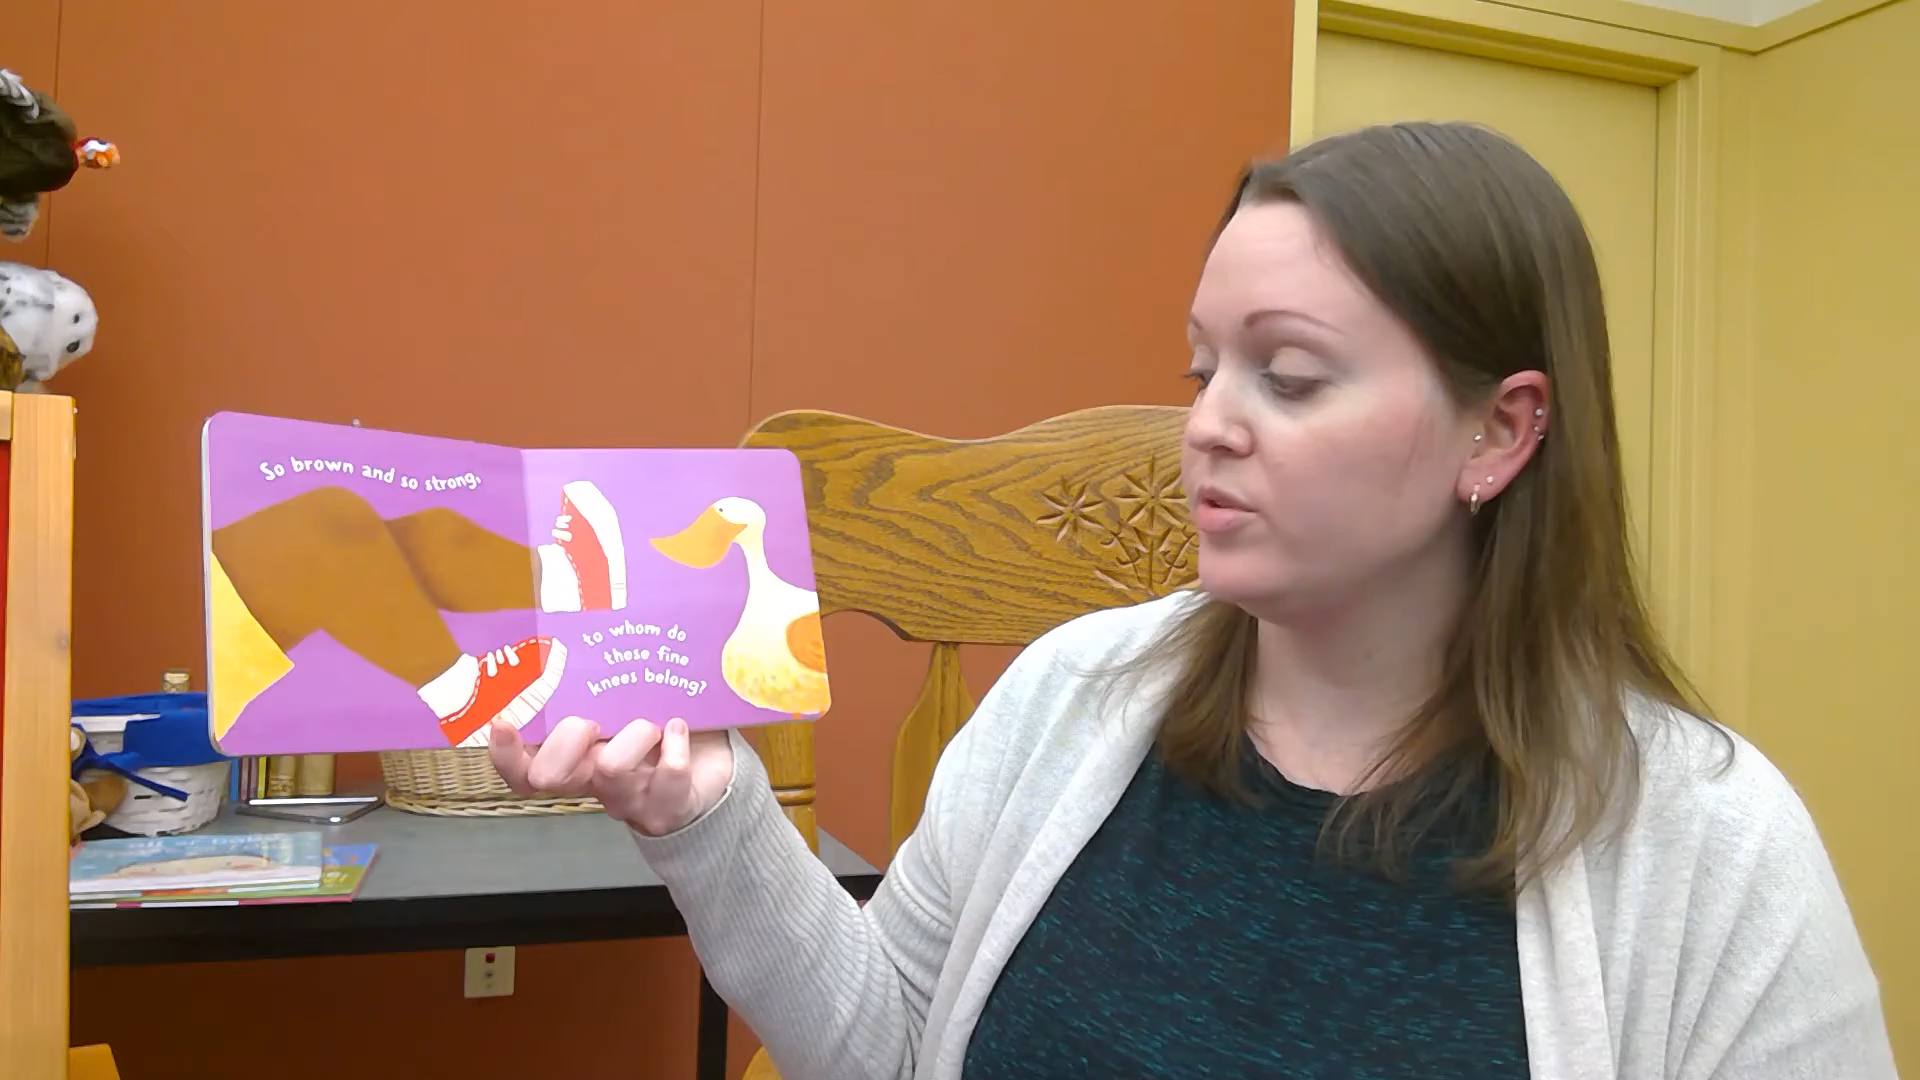 So brown and so strong,
to whom do
these fine
knees belong?